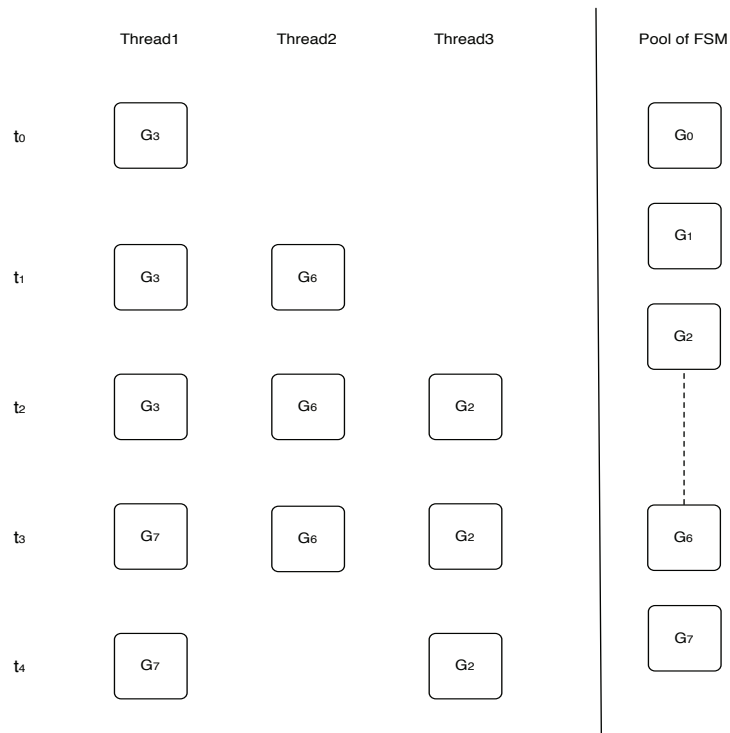 Thread1 Thread2 Thread3 Pool of FSM
t0 G3 G0
G1
t1 G3 G6
G2
t2 G3 G6 G2
t3 G7 G6 G2 G6
G7
t4 G7 G2